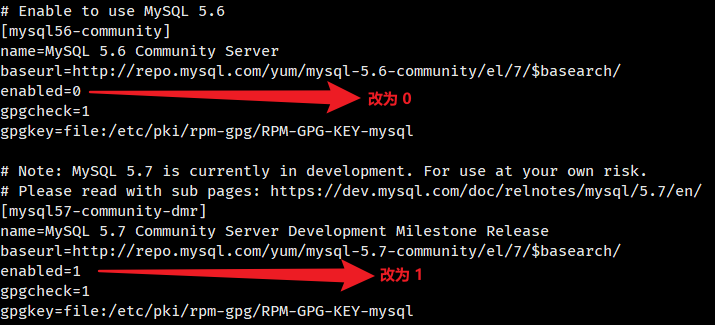 # Enable to use MySQL 5.6
[mysql56-community]
name=MySQL 5.6 Community Server
baseurl=http://repo.mysql.com/yum/mysql-5.6-community/el/7/$basearch/
enabled=0 改为 0
gpgcheck=1
gpgkey=file:/etc/pki/rpm-gpg/RPM-GPG-KEY-mysql
# Note: MySQL 5.7 is currently in development. For use at your own risk.
# Please read with sub pages: https://dev.mysql.com/doc/relnotes/mysql/5.7/en/
[mysql57-community-dmr]
name=MySQL 5.7 Community Server Development Milestone Release
baseurl=http://repo.mysql.com/yum/mysql-5.7-community/el/7/$basearch/
enabled=1 改为 1
gpgcheck=1
gpgkey=file:/etc/pki/rpm-gpg/RPM-GPG-KEY-mysql